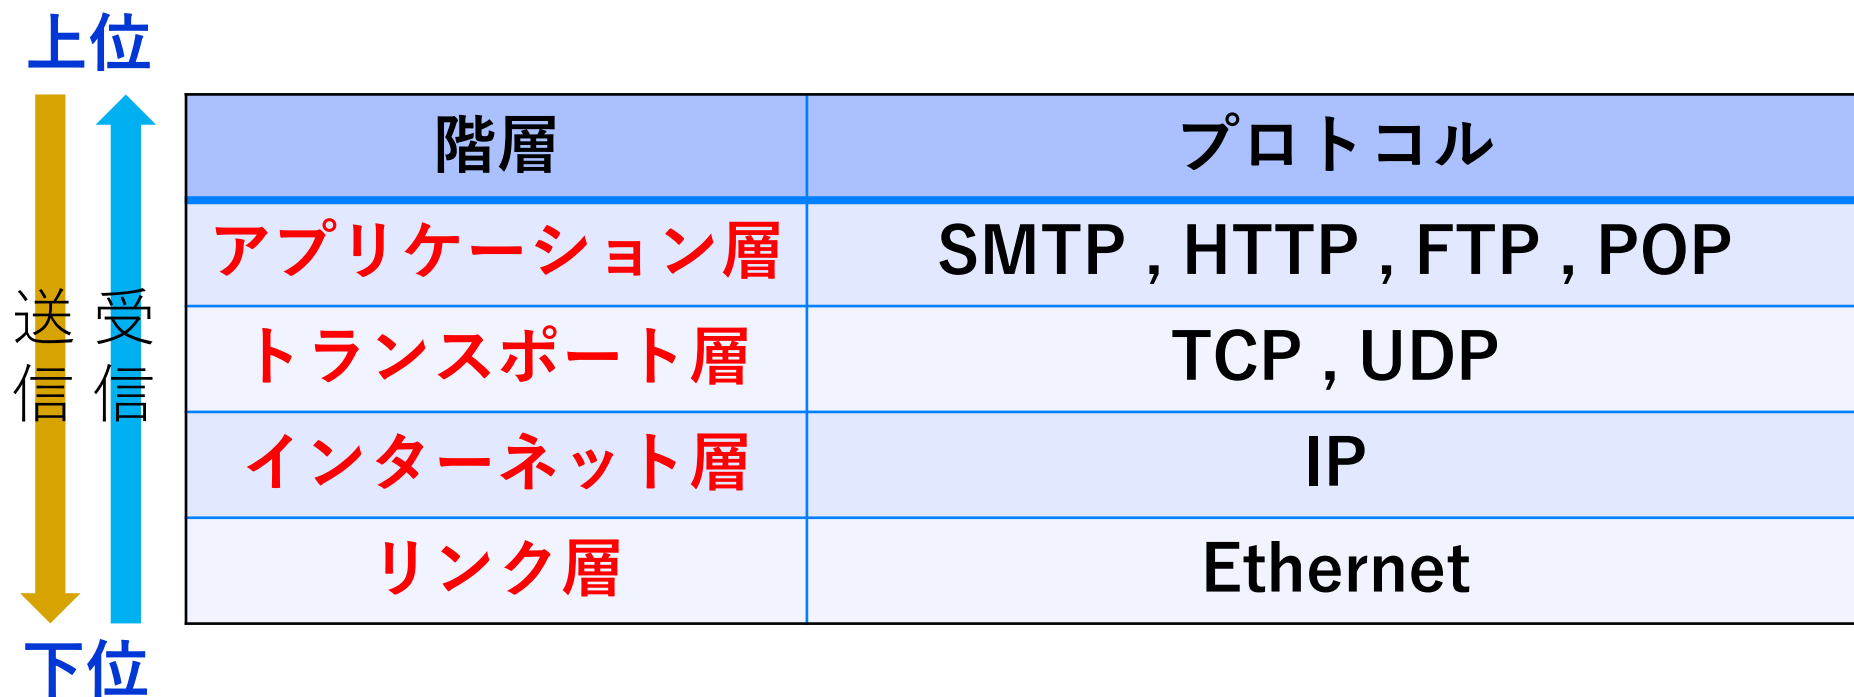 上位
階層 プロトコル
アプリケーション層 SMTP , HTTP , FTP , POP
トランスポート層 TCP , UDP
インターネット層 IP
リンク層 Ethernet
送信
受信
下位